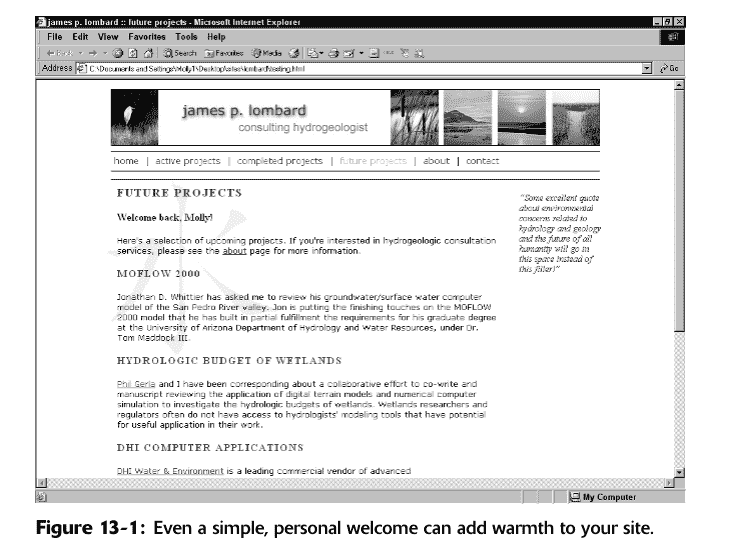 james p. lombard :: future projects - Microsoft Internet Explorer
File Edit View Favorites Tools Help
Back Search Favorites Media
Address C:\Documents and Settings\Molly1\Desktop\sites\lombard\testing.html Go
james p. lombard
consulting hydrogeologist
home | active projects | completed projects | future projects | about | contact
FUTURE PROJECTS
Welcome back, Molly!
Here's a selection of upcoming projects. If you're interested in hydrogeologic consultation
services, please see the about page for more information.
"Some excellent quote
about environmental
concerns related to
hydrology and geology
and the future of all
humanity will go in
this space instead of
this filler!"
MOFLOW 2000
Jonathan D. Whittier has asked me to review his groundwater/surface water computer
model of the San Pedro River valley. Jon is putting the finishing touches on the MOFLOW
2000 model that he has built in partial fulfillment the requirements for his graduate degree
at the University of Arizona Department of Hydrology and Water Resources, under Dr.
Tom Maddock III.
HYDROLOGIC BUDGET OF WETLANDS
Phil Gerla and I have been corresponding about a collaborative effort to co-write and
manuscript reviewing the application of digital terrain models and numerical computer
simulation to investigate the hydrologic budgets of wetlands. Wetlands researchers and
regulators often do not have access to hydrologists' modeling tools that have potential
for useful application in their work.
DHI COMPUTER APPLICATIONS
DHI Water & Environment is a leading commercial vendor of advanced
水
My Computer
Figure 13-1: Even a simple, personal welcome can add warmth to your site.